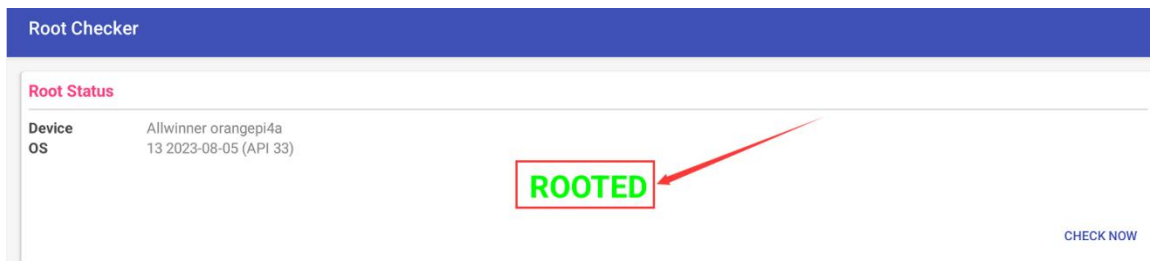 Root Checker
Root Status
Device Allwinner orangepi4a
OS 13 2023-08-05 (API 33)
ROOTED
CHECK NOW